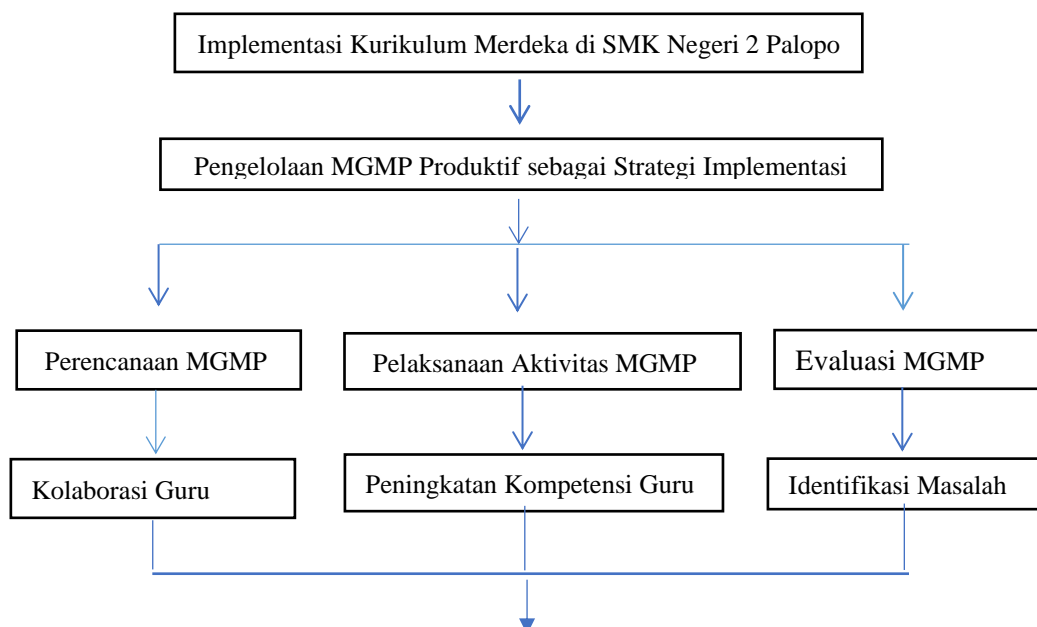 Implementasi Kurikulum Merdeka di SMK Negeri 2 Palopo
Pengelolaan MGMP Produktif sebagai Strategi Implementasi
Perencanaan MGMP
Pelaksanaan Aktivitas MGMP
Evaluasi MGMP
Kolaborasi Guru
Peningkatan Kompetensi Guru
Identifikasi Masalah